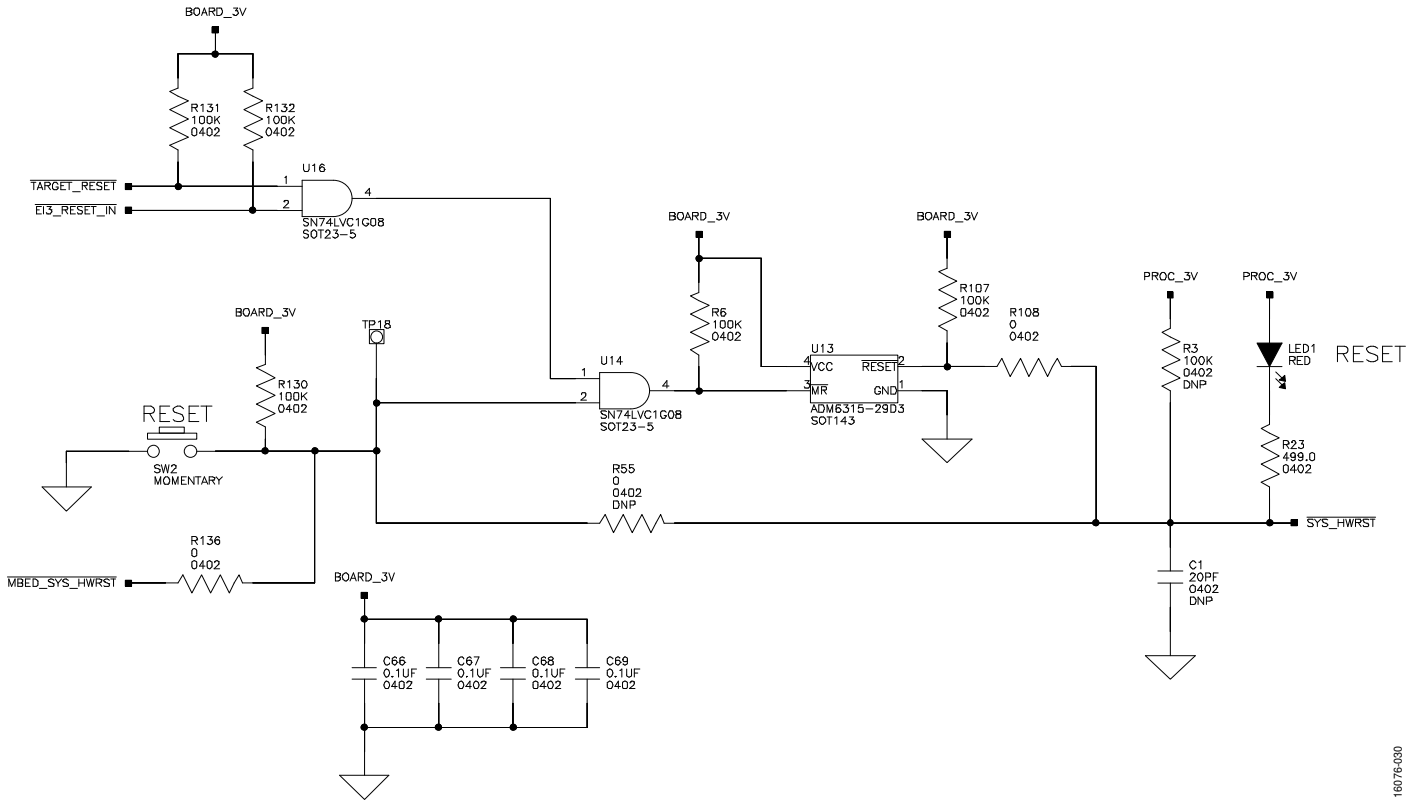 BOARD_3V
R131
100K
0402
R132
100K
0402
U16
TARGET_RESET
1
4
EI3_RESET_IN
2
SN74LVC1G08
SOT23-5
BOARD_3V
BOARD_3V
PROC_3V
PROC_3V
R6
100K
0402
R107
100K
0402
R108
0
0402
BOARD_3V
TP18
R3
100K
0402
DNP
LED1
RED
RESET
U13
4
VCC
RESET
2
3
MR
GND
1
ADM6315-29D3
SOT143
U14
1
4
2
SN74LVC1G08
SOT23-5
R130
100K
0402
RESET
SW2
MOMENTARY
R55
0
0402
DNP
R23
499.0
0402
SYS_HWRST
R136
0
0402
MBED_SYS_HWRST
BOARD_3V
C1
20PF
0402
DNP
C66
0.1UF
0402
C67
0.1UF
0402
C68
0.1UF
0402
C69
0.1UF
0402
16076-030